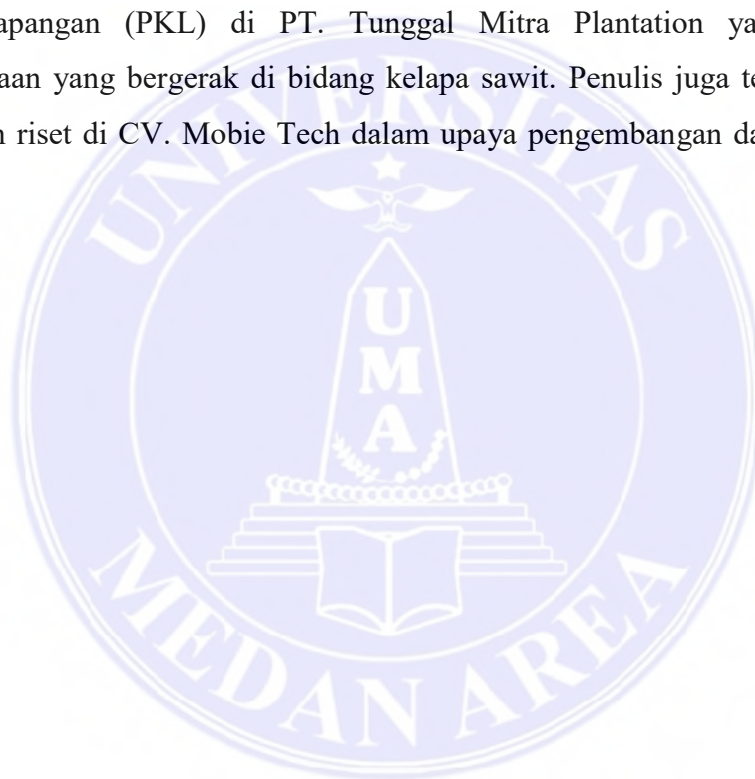 apangan (PKL) di PT. Tunggal Mitra Plantation ya
aan yang bergerak di bidang kelapa sawit. Penulis juga te
riset di CV. Mobie Tech dalam upaya pengembangan da
UNIVERSITAS
U
M
A
MEDAN AREA